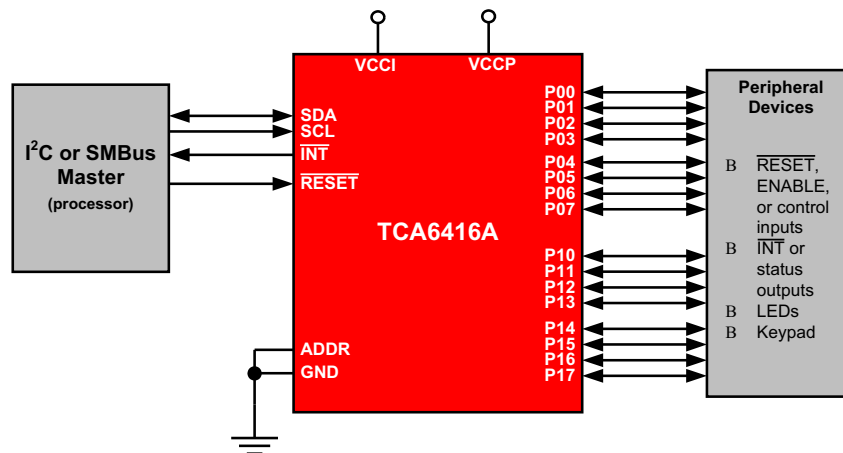 VCCI
VCCP
I²C or SMBus
Master
(processor)
SDA
SCL
INT
RESET
TCA6416A
ADDR
GND
P00
P01
P02
P03
P04
P05
P06
P07
P10
P11
P12
P13
P14
P15
P16
P17
Peripheral
Devices
B RESET,
ENABLE,
or control
inputs
B INT or
status
outputs
B LEDs
B Keypad